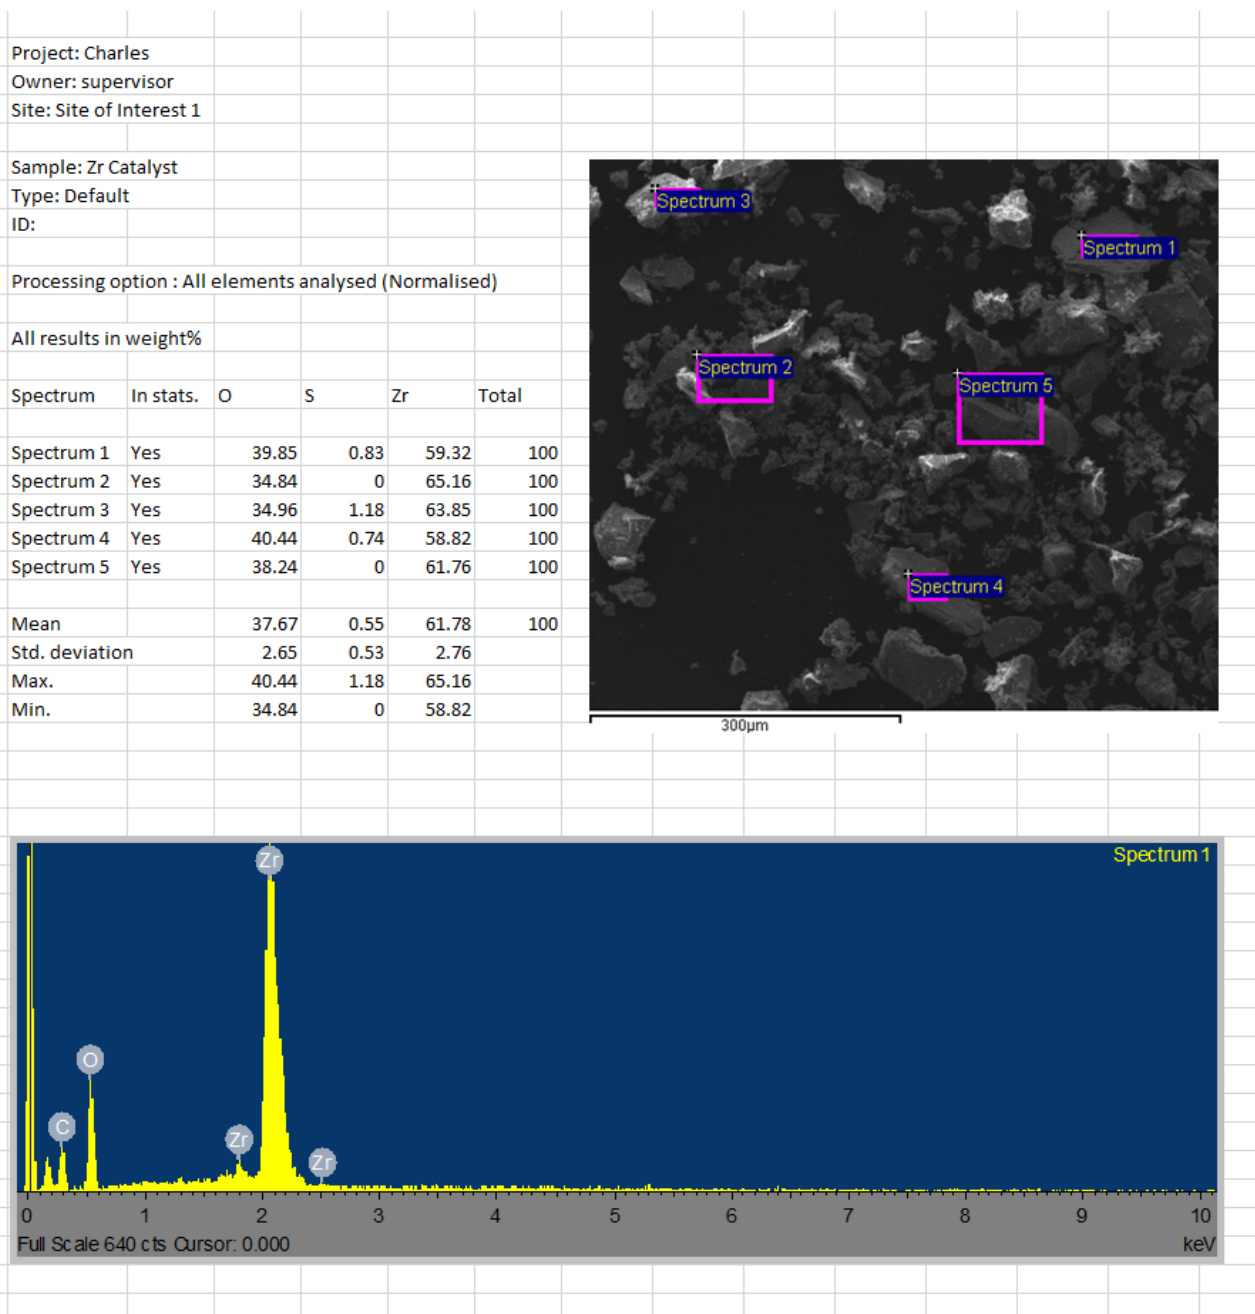 Project: Charles
Owner: supervisor
Site: Site of Interest 1
Sample: Zr Catalyst
Type: Default
ID:
Processing option : All elements analysed (Normalised)
All results in weight%
Spectrum In stats. O S Zr Total
Spectrum 1 Yes 39.85 0.83 59.32 100
Spectrum 2 Yes 34.84 0 65.16 100
Spectrum 3 Yes 34.96 1.18 63.85 100
Spectrum 4 Yes 40.44 0.74 58.82 100
Spectrum 5 Yes 38.24 0 61.76 100
Mean 37.67 0.55 61.78 100
Std. deviation 2.65 0.53 2.76
Max. 40.44 1.18 65.16
Min. 34.84 0 58.82
Spectrum 3
Spectrum 1
Spectrum 2
Spectrum 5
Spectrum 4
300µm
Spectrum 1
Zr
O
C
Zr
Zr
0 1 2 3 4 5 6 7 8 9 10
Full Scale 640 cts Cursor: 0.000 keV